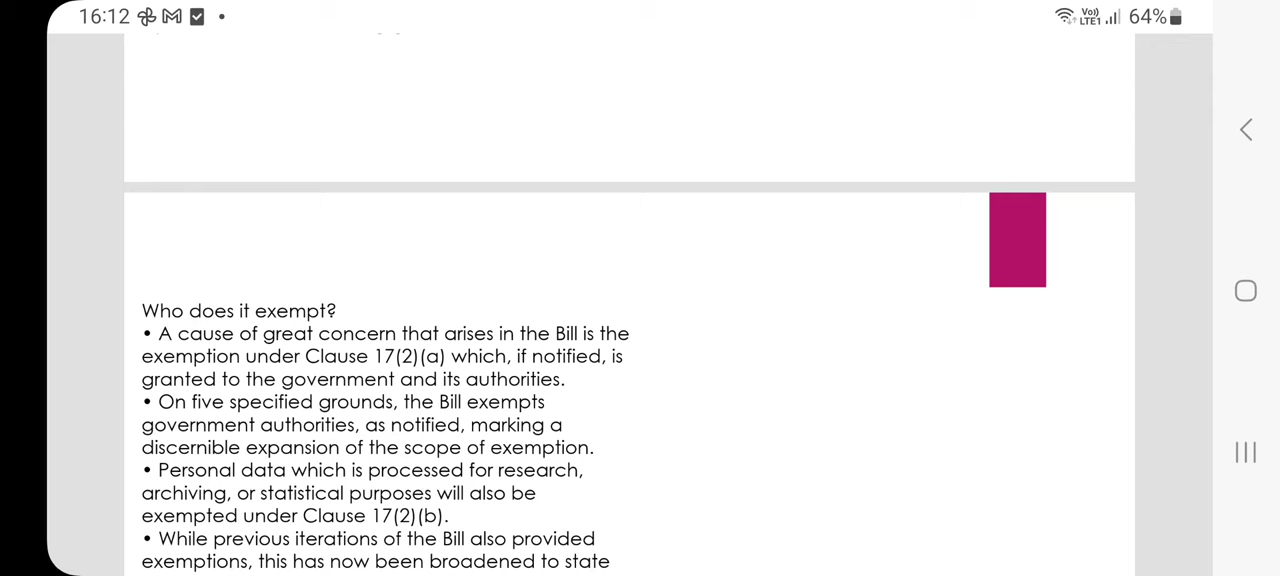 16:12
Vo))
LTE1
64%
Who does it exempt?
• A cause of great concern that arises in the Bill is the
exemption under Clause 17(2)(a) which, if notified, is
granted to the government and its authorities.
• On five specified grounds, the Bill exempts
government authorities, as notified, marking a
discernible expansion of the scope of exemption.
• Personal data which is processed for research,
archiving, or statistical purposes will also be
exempted under Clause 17(2)(b).
• While previous iterations of the Bill also provided
exemptions, this has now been broadened to state